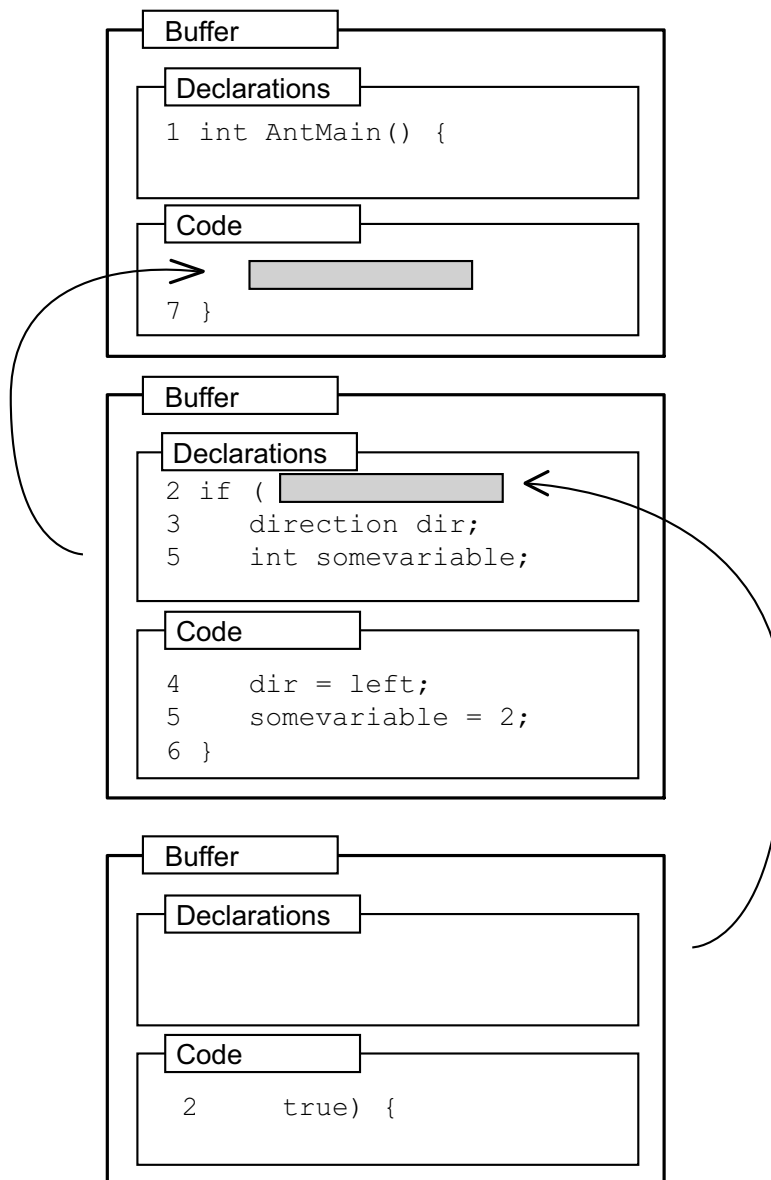 Buffer
Declarations
1 int AntMain() {
Code
7 }
Buffer
Declarations
2 if (
3 direction dir;
5 int somevariable;
Code
4 dir = left;
5 somevariable = 2;
6 }
Buffer
Declarations
Code
2 true) {